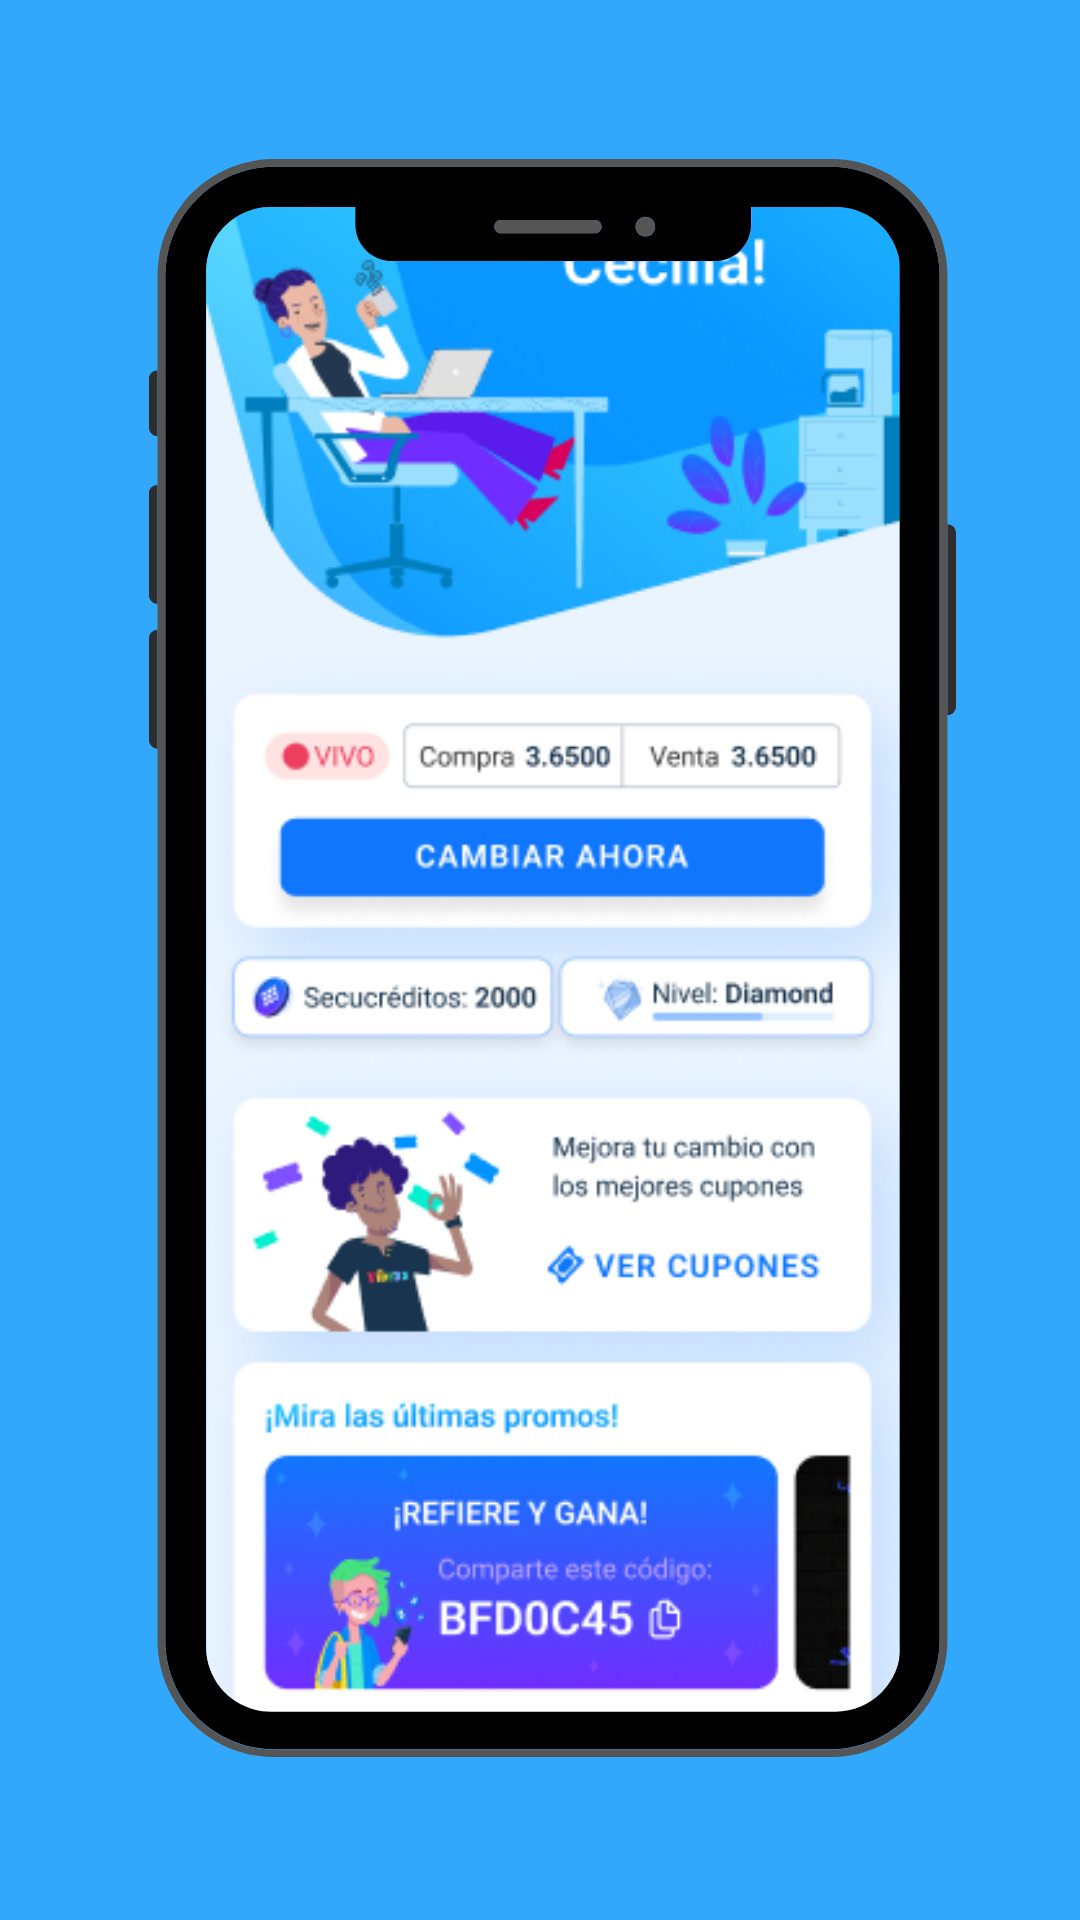 Cecilia!
VIVO
Compra 3.6500
Venta 3.6500
CAMBIAR AHORA
Secucréditos: 2000
Nivel: Diamond
Mejora tu cambio con
los mejores cupones
VER CUPONES
¡Mira las últimas promos!
¡REFIERE Y GANA!
Comparte este código:
BFD0C45